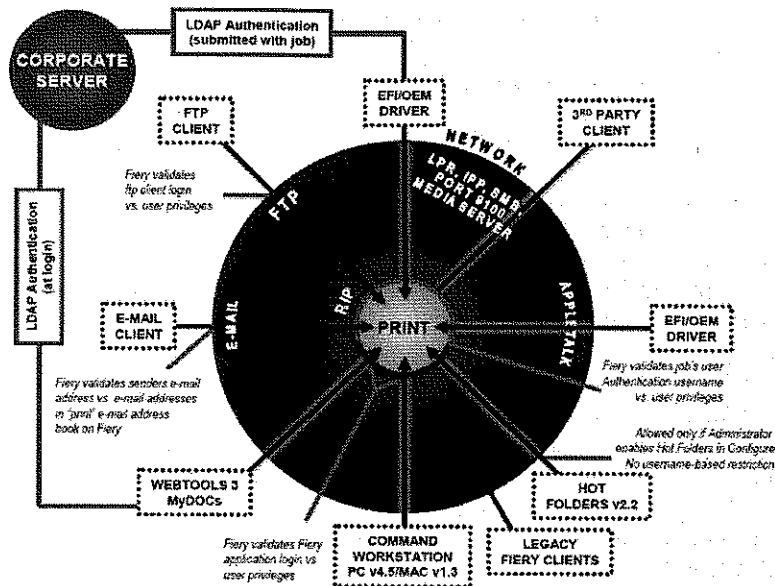 LDAP Authentication
(submitted with job)
CORPORATE
SERVER
FTP
CLIENT
EFI/OEM
DRIVER
3RD PARTY
CLIENT
NETWORK
LPR, IPP, SMB,
PORT 9100,
MEDIA SERVER
Fiery validates
ftp client login
vs. user privileges
FTP
LDAP Authentication
(at login)
E-MAIL
CLIENT
E-MAIL
RIP
PRINT
APPLETALK
EFI/OEM
DRIVER
Fiery validates senders e-mail
address vs. e-mail addresses
in "print" e-mail address
book on Fiery
Fiery validates job's user
Authentication username
vs. user privileges
Allowed only if Administrator
enables Hot Folders in Configure
No username-based restriction
WEBTOOLS 3
MyDOCs
HOT
FOLDERS v2.2
Fiery validates Fiery
application login vs
user privileges
COMMAND
WORKSTATION
PC v4.5/MAC v1.3
LEGACY
FIERY CLIENTS